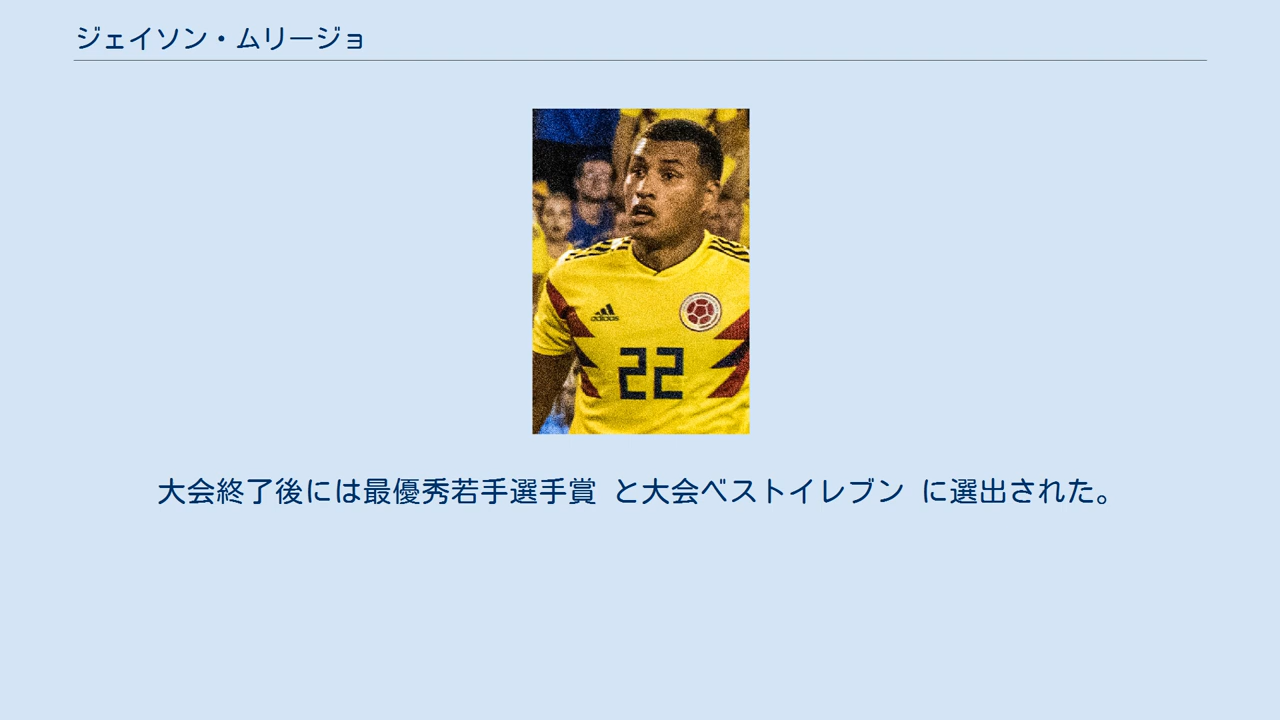 ジェイソン・ムリージョ
adidas
22
大会終了後には最優秀若手選手賞 と大会ベストイレブン に選出された。